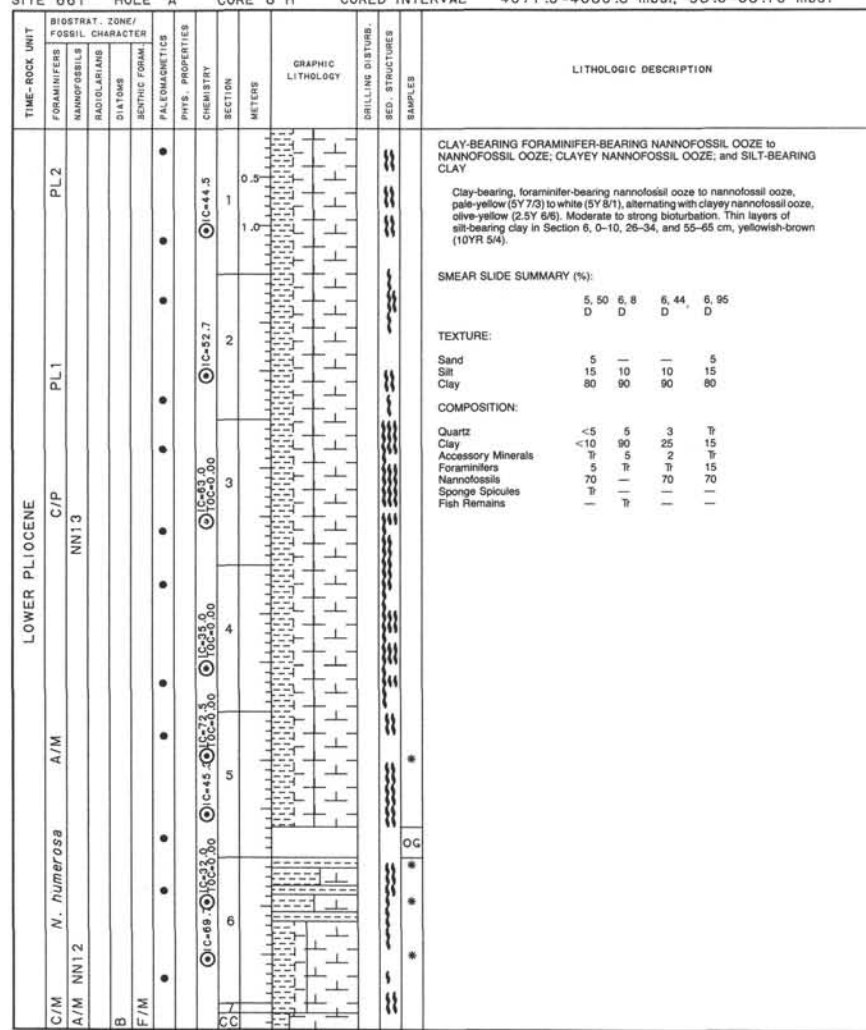 SITE 661 HOLE A CORE 6 H CORED INTERVAL
TIME-ROCK UNIT
BIOSTRAT. ZONE/
FOSSIL CHARACTER
FORAMINIFERS
NANNOFOSSILS
RADIOLARIANS
DIATOMS
BENTHIC FORAM.
PALEOMAGNETICS
PHYS. PROPERTIES
CHEMISTRY
SECTION
METERS
GRAPHIC
LITHOLOGY
DRILLING DISTURB.
SED. STRUCTURES
SAMPLES
LITHOLOGIC DESCRIPTION
LOWER PLIOCENE
PL2
PL1
C/P
A/M
N. humerosa
C/M
NN13
NN12
A/M
B
F/M
IC=44.5
IC=52.7
IC=63.0
TOC=0.00
IC=35.0
TOC=0.00
IC=72.5
TOC=0.00
IC=45.
IC=32.0
TOC=0.00
IC=69.
1
2
3
4
5
6
7
CC
0.5
1.0
*
OG
*
*
*
CLAY-BEARING FORAMINIFER-BEARING NANNOFOSSIL OOZE to
NANNOFOSSIL OOZE; CLAYEY NANNOFOSSIL OOZE; and SILT-BEARING
CLAY
Clay-bearing, foraminifer-bearing nannofossil ooze to nannofossil ooze,
pale-yellow (5Y 7/3) to white (5Y 8/1), alternating with clayey nannofossil ooze,
olive-yellow (2.5Y 6/6). Moderate to strong bioturbation. Thin layers of
silt-bearing clay in Section 6, 0–10, 26–34, and 55–65 cm, yellowish-brown
(10YR 5/4).
SMEAR SLIDE SUMMARY (%):
5, 50 6, 8 6, 44, 6, 95
D D D D
TEXTURE:
Sand 5 — — 5
Silt 15 10 10 15
Clay 80 90 90 80
COMPOSITION:
Quartz <5 5 3 Tr
Clay <10 90 25 15
Accessory Minerals Tr 5 2 Tr
Foraminifers 5 Tr Tr 15
Nannofossils 70 — 70 70
Sponge Spicules Tr — — —
Fish Remains — Tr — —